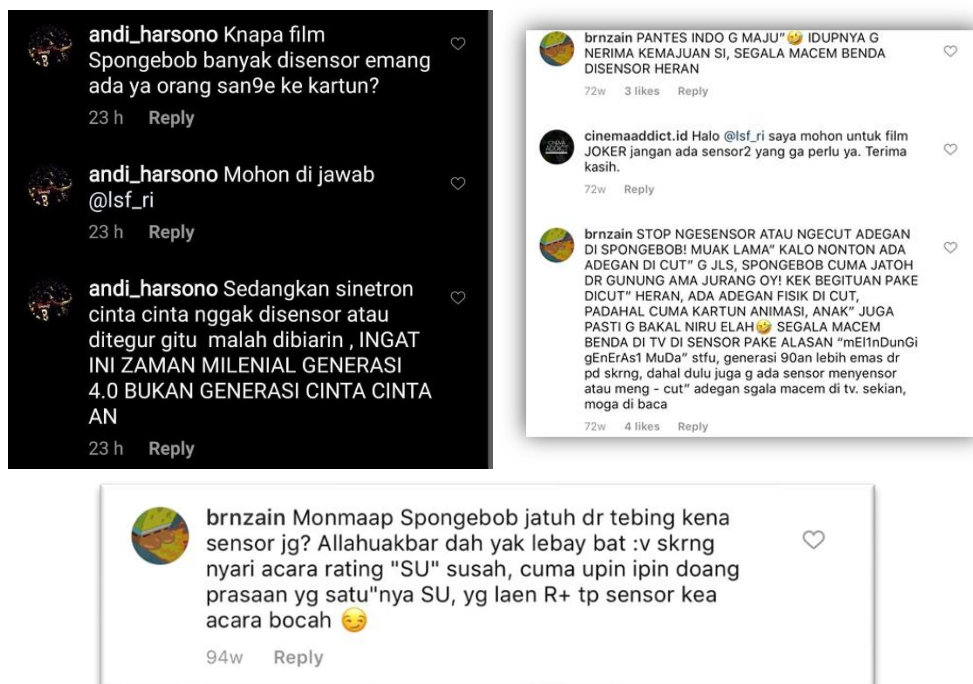 andi_harsono Knapa film
Spongebob banyak disensor emang
ada ya orang san9e ke kartun?
23 h Reply
andi_harsono Mohon di jawab
@lsf_ri
23 h Reply
andi_harsono Sedangkan sinetron
cinta cinta nggak disensor atau
ditegur gitu malah dibiarin , INGAT
INI ZAMAN MILENIAL GENERASI
4.0 BUKAN GENERASI CINTA CINTA
AN
23 h Reply
brnzain PANTES INDO G MAJU"🤣 IDUPNYA G
NERIMA KEMAJUAN SI, SEGALA MACEM BENDA
DISENSOR HERAN
72w 3 likes Reply
cinemaaddict.id Halo @lsf_ri saya mohon untuk film
JOKER jangan ada sensor2 yang ga perlu ya. Terima
kasih.
72w Reply
brnzain STOP NGESENSOR ATAU NGECUT ADEGAN
DI SPONGEBOB! MUAK LAMA" KALO NONTON ADA
ADEGAN DI CUT" G JLS, SPONGEBOB CUMA JATOH
DR GUNUNG AMA JURANG OY! KEK BEGITUAN PAKE
DICUT" HERAN, ADA ADEGAN FISIK DI CUT,
PADAHAL CUMA KARTUN ANIMASI, ANAK" JUGA
PASTI G BAKAL NIRU ELAH🤣 SEGALA MACEM
BENDA DI TV DI SENSOR PAKE ALASAN "mEl1nDunGi
gEnErAs1 MuDa" stfu, generasi 90an lebih emas dr
pd skrng, dahal dulu juga g ada sensor menyensor
atau meng - cut" adegan sgala macem di tv. sekian,
moga di baca
72w 4 likes Reply
brnzain Monmaap Spongebob jatuh dr tebing kena
sensor jg? Allahuakbar dah yak lebay bat :v skrng
nyari acara rating "SU" susah, cuma upin ipin doang
prasaan yg satu"nya SU, yg laen R+ tp sensor kea
acara bocah 😏
94w Reply